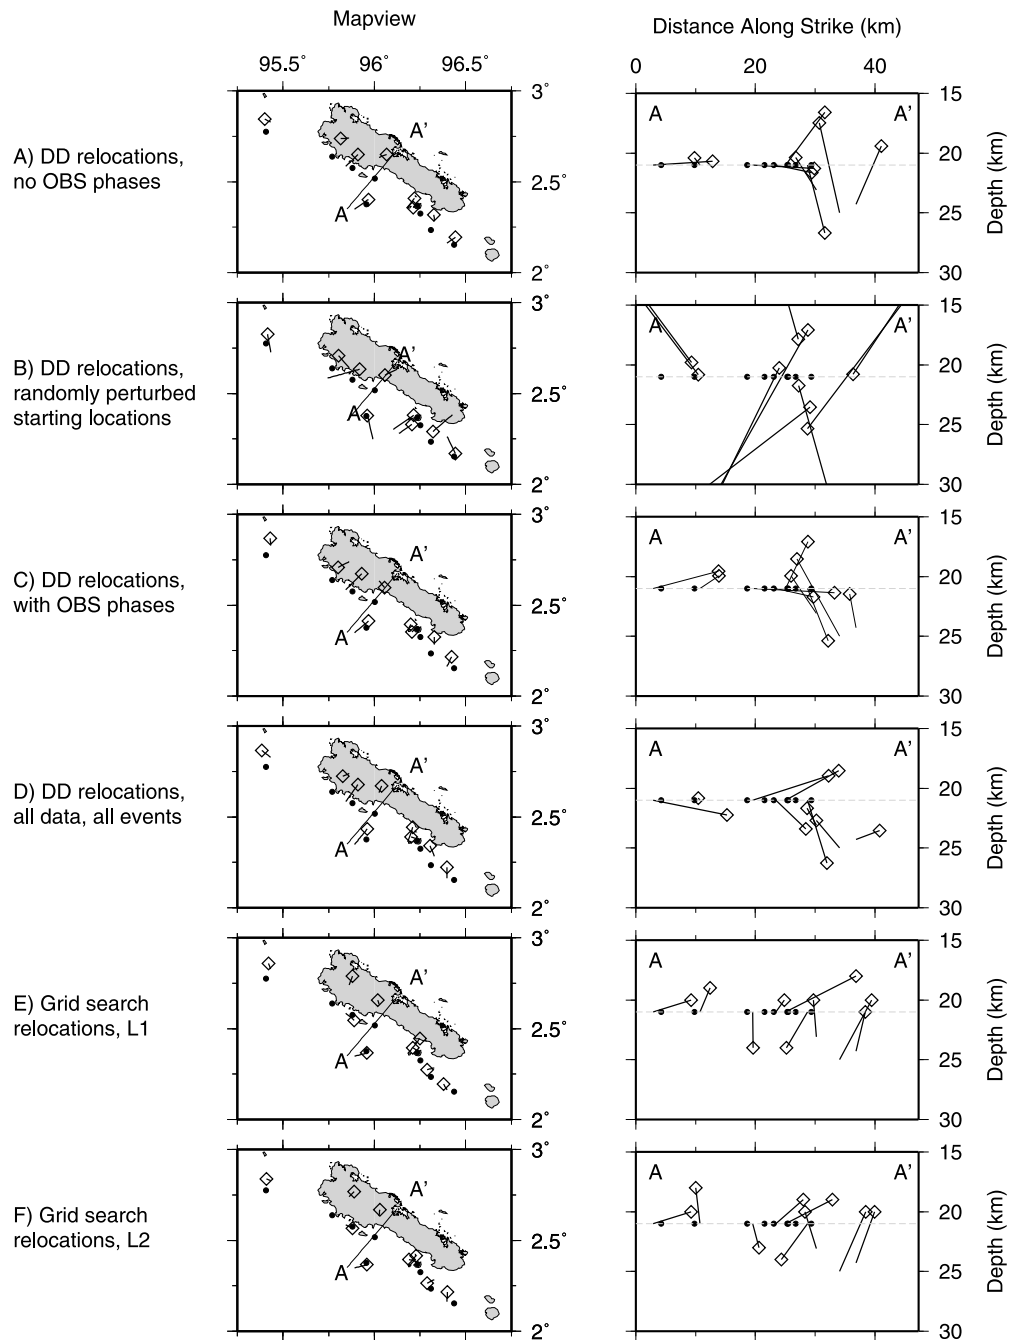 Mapview
Distance Along Strike (km)
95.5˚ 96˚ 96.5˚
0 20 40
A) DD relocations,
no OBS phases
A
A'
3˚
2.5˚
2˚
A
A'
15
20
25
30
Depth (km)
B) DD relocations,
randomly perturbed
starting locations
A
A'
3˚
2.5˚
2˚
A
A'
15
20
25
30
Depth (km)
C) DD relocations,
with OBS phases
A
A'
3˚
2.5˚
2˚
A
A'
15
20
25
30
Depth (km)
D) DD relocations,
all data, all events
A
A'
3˚
2.5˚
2˚
A
A'
15
20
25
30
Depth (km)
E) Grid search
relocations, L1
A
A'
3˚
2.5˚
2˚
A
A'
15
20
25
30
Depth (km)
F) Grid search
relocations, L2
A
A'
3˚
2.5˚
2˚
A
A'
15
20
25
30
Depth (km)